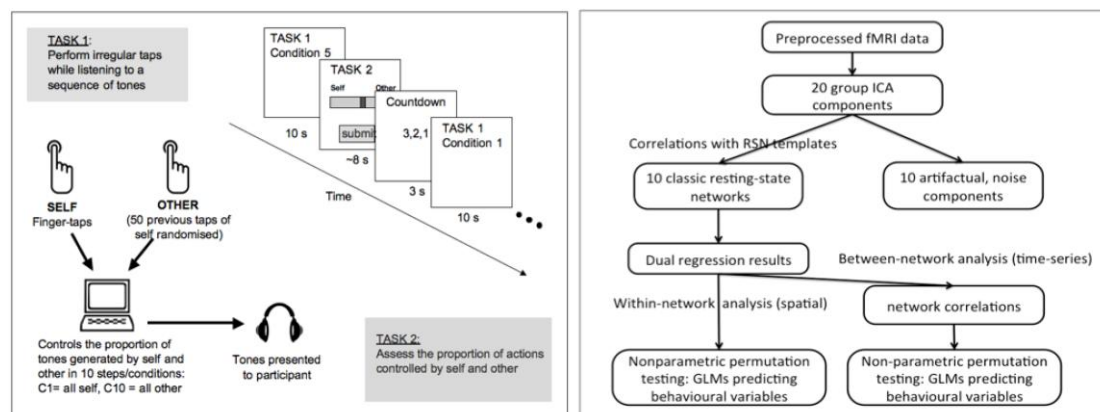 TASK 1:
Perform irregular taps
while listening to a
sequence of tones
TASK 1
Condition 5
TASK 2
Self Other
submit
Countdown
3,2,1
TASK 1
Condition 1
10 s
~8 s
3 s
10 s
Time
SELF
Finger-taps
OTHER
(50 previous taps of
self randomised)
Controls the proportion of
tones generated by self and
other in 10 steps/conditions:
C1= all self, C10 = all other
Tones presented
to participant
TASK 2:
Assess the proportion of actions
controlled by self and other
Preprocessed fMRI data
20 group ICA
components
Correlations with RSN templates
10 classic resting-state
networks
10 artifactual, noise
components
Dual regression results
Between-network analysis (time-series)
Within-network analysis (spatial)
network correlations
Nonparametric permutation
testing: GLMs predicting
behavioural variables
Non-parametric permutation
testing: GLMs predicting
behavioural variables